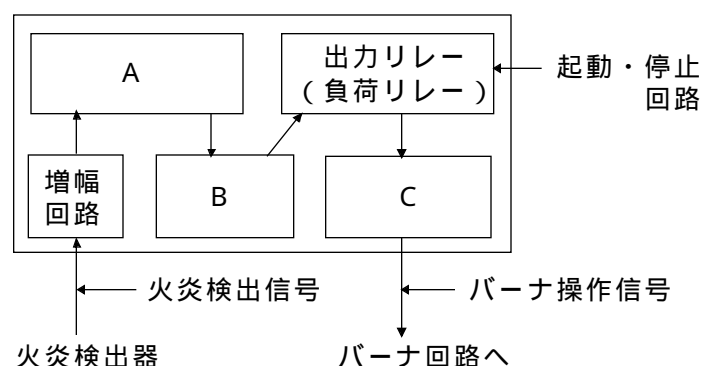 A
出力リレー
（負荷リレー）
起動・停止
回路
増幅
回路
B
C
火炎検出信号
バーナ操作信号
火炎検出器
バーナ回路へ